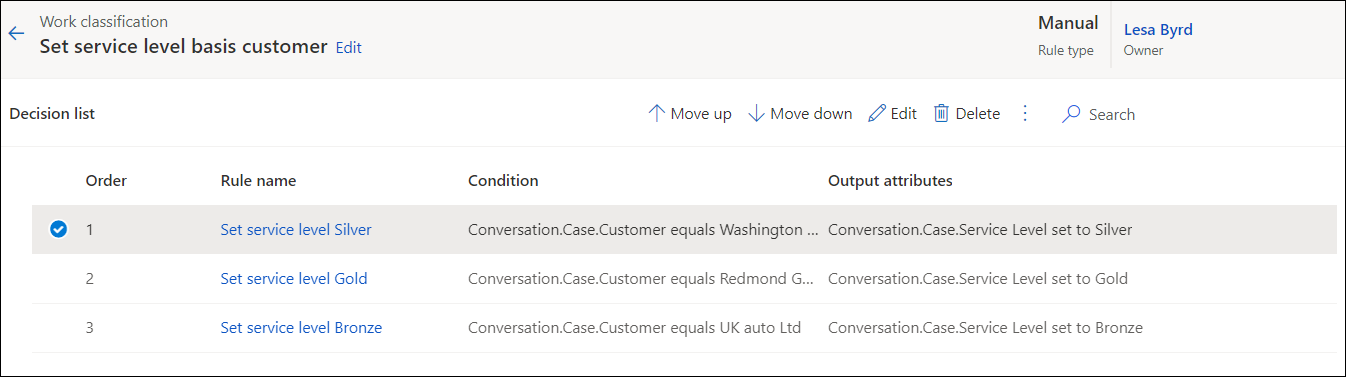 Work classification
Set service level basis customer Edit
Manual
Rule type
Lesa Byrd
Owner
Decision list
Move up Move down Edit Delete Search
Order Rule name Condition Output attributes
1 Set service level Silver Conversation.Case.Customer equals Washington ... Conversation.Case.Service Level set to Silver
2 Set service level Gold Conversation.Case.Customer equals Redmond G... Conversation.Case.Service Level set to Gold
3 Set service level Bronze Conversation.Case.Customer equals UK auto Ltd Conversation.Case.Service Level set to Bronze